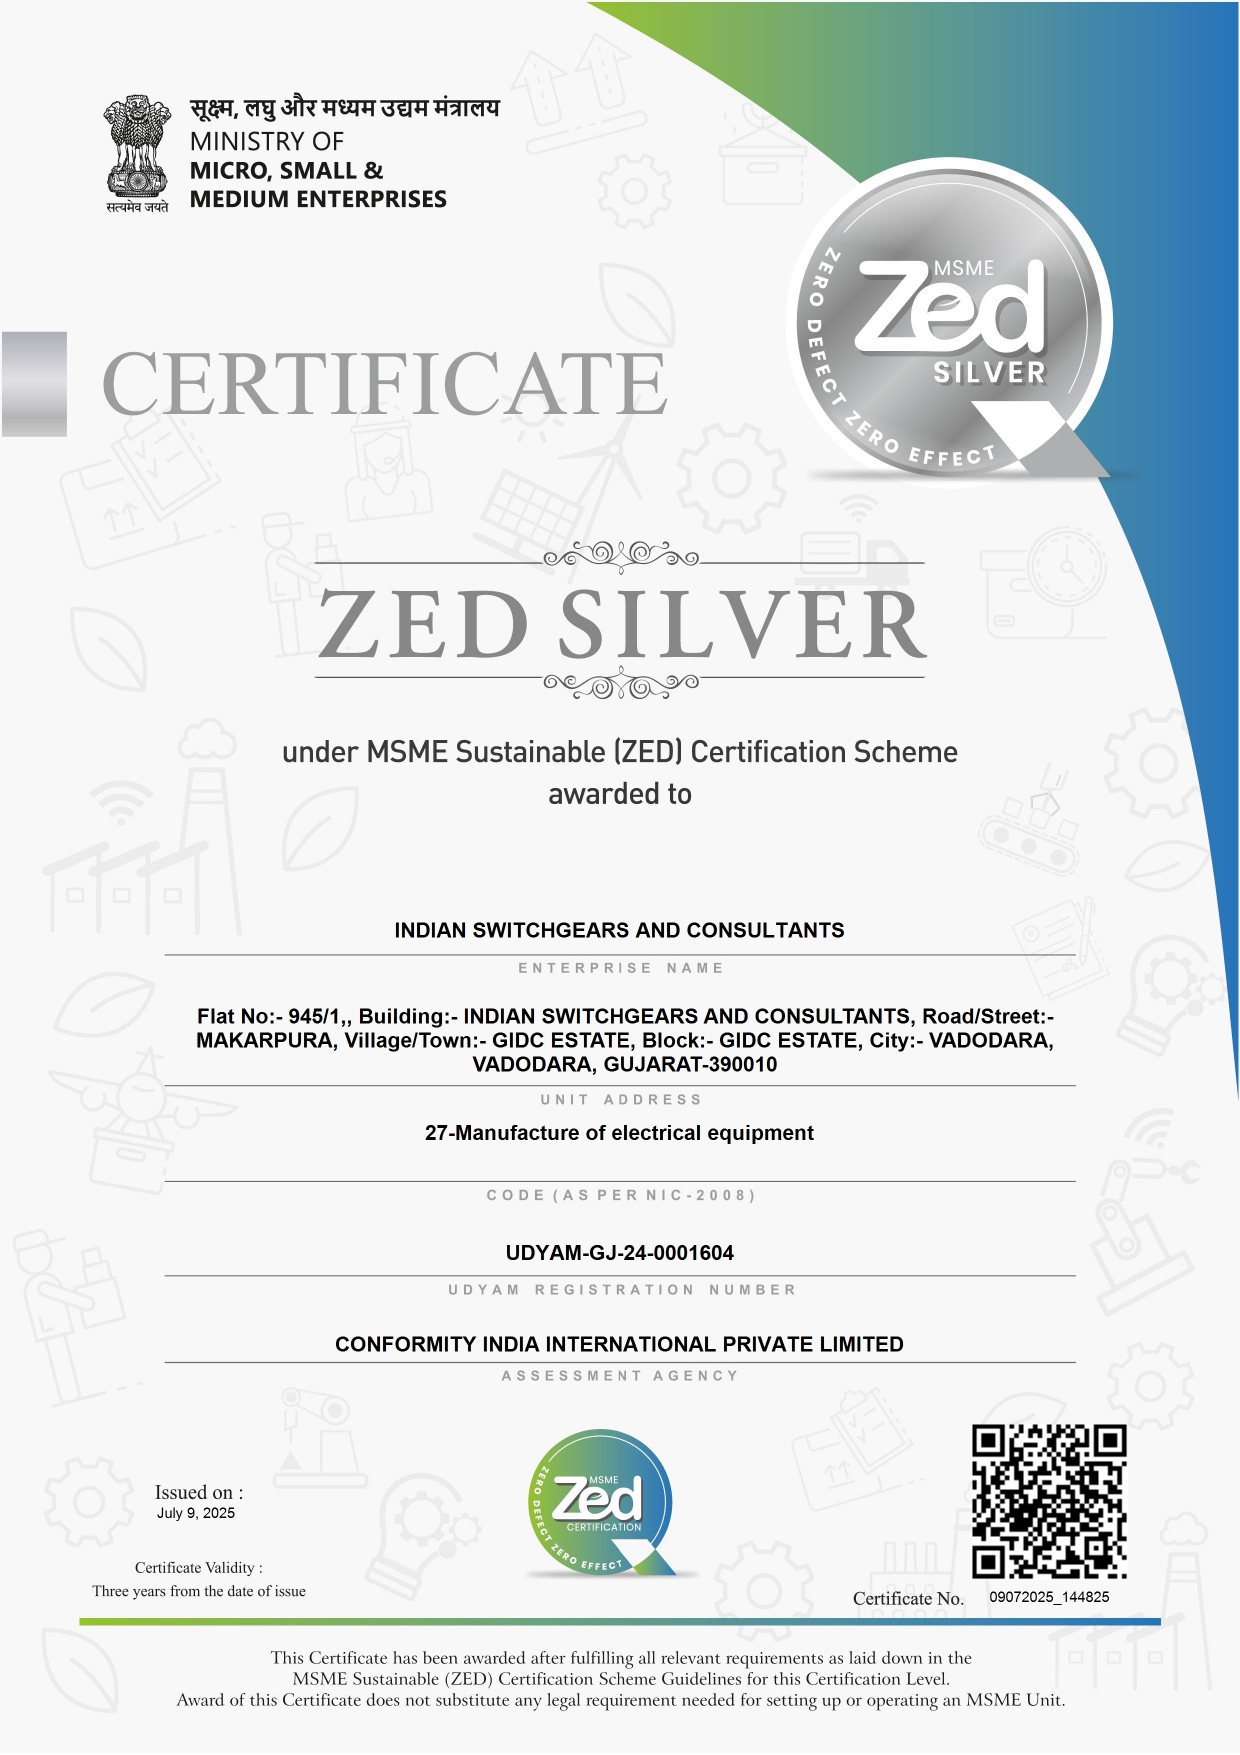 सूक्ष्म, लघु और मध्यम उद्यम मंत्रालय
MINISTRY OF
MICRO, SMALL &
MEDIUM ENTERPRISES
सत्यमेव जयते
MSME
Zed
SILVER
ZERO DEFECT ZERO EFFECT
CERTIFICATE
ZED SILVER
under MSME Sustainable (ZED) Certification Scheme
awarded to
INDIAN SWITCHGEARS AND CONSULTANTS
ENTERPRISE NAME
Flat No:- 945/1,, Building:- INDIAN SWITCHGEARS AND CONSULTANTS, Road/Street:-
MAKARPURA, Village/Town:- GIDC ESTATE, Block:- GIDC ESTATE, City:- VADODARA,
VADODARA, GUJARAT-390010
UNIT ADDRESS
27-Manufacture of electrical equipment
CODE (AS PER NIC-2008)
UDYAM-GJ-24-0001604
UDYAM REGISTRATION NUMBER
CONFORMITY INDIA INTERNATIONAL PRIVATE LIMITED
ASSESSMENT AGENCY
Issued on :
July 9, 2025
Certificate Validity :
Three years from the date of issue
MSME
Zed
CERTIFICATION
ZERO DEFECT ZERO EFFECT
Certificate No. 09072025_144825
This Certificate has been awarded after fulfilling all relevant requirements as laid down in the
MSME Sustainable (ZED) Certification Scheme Guidelines for this Certification Level.
Award of this Certificate does not substitute any legal requirement needed for setting up or operating an MSME Unit.